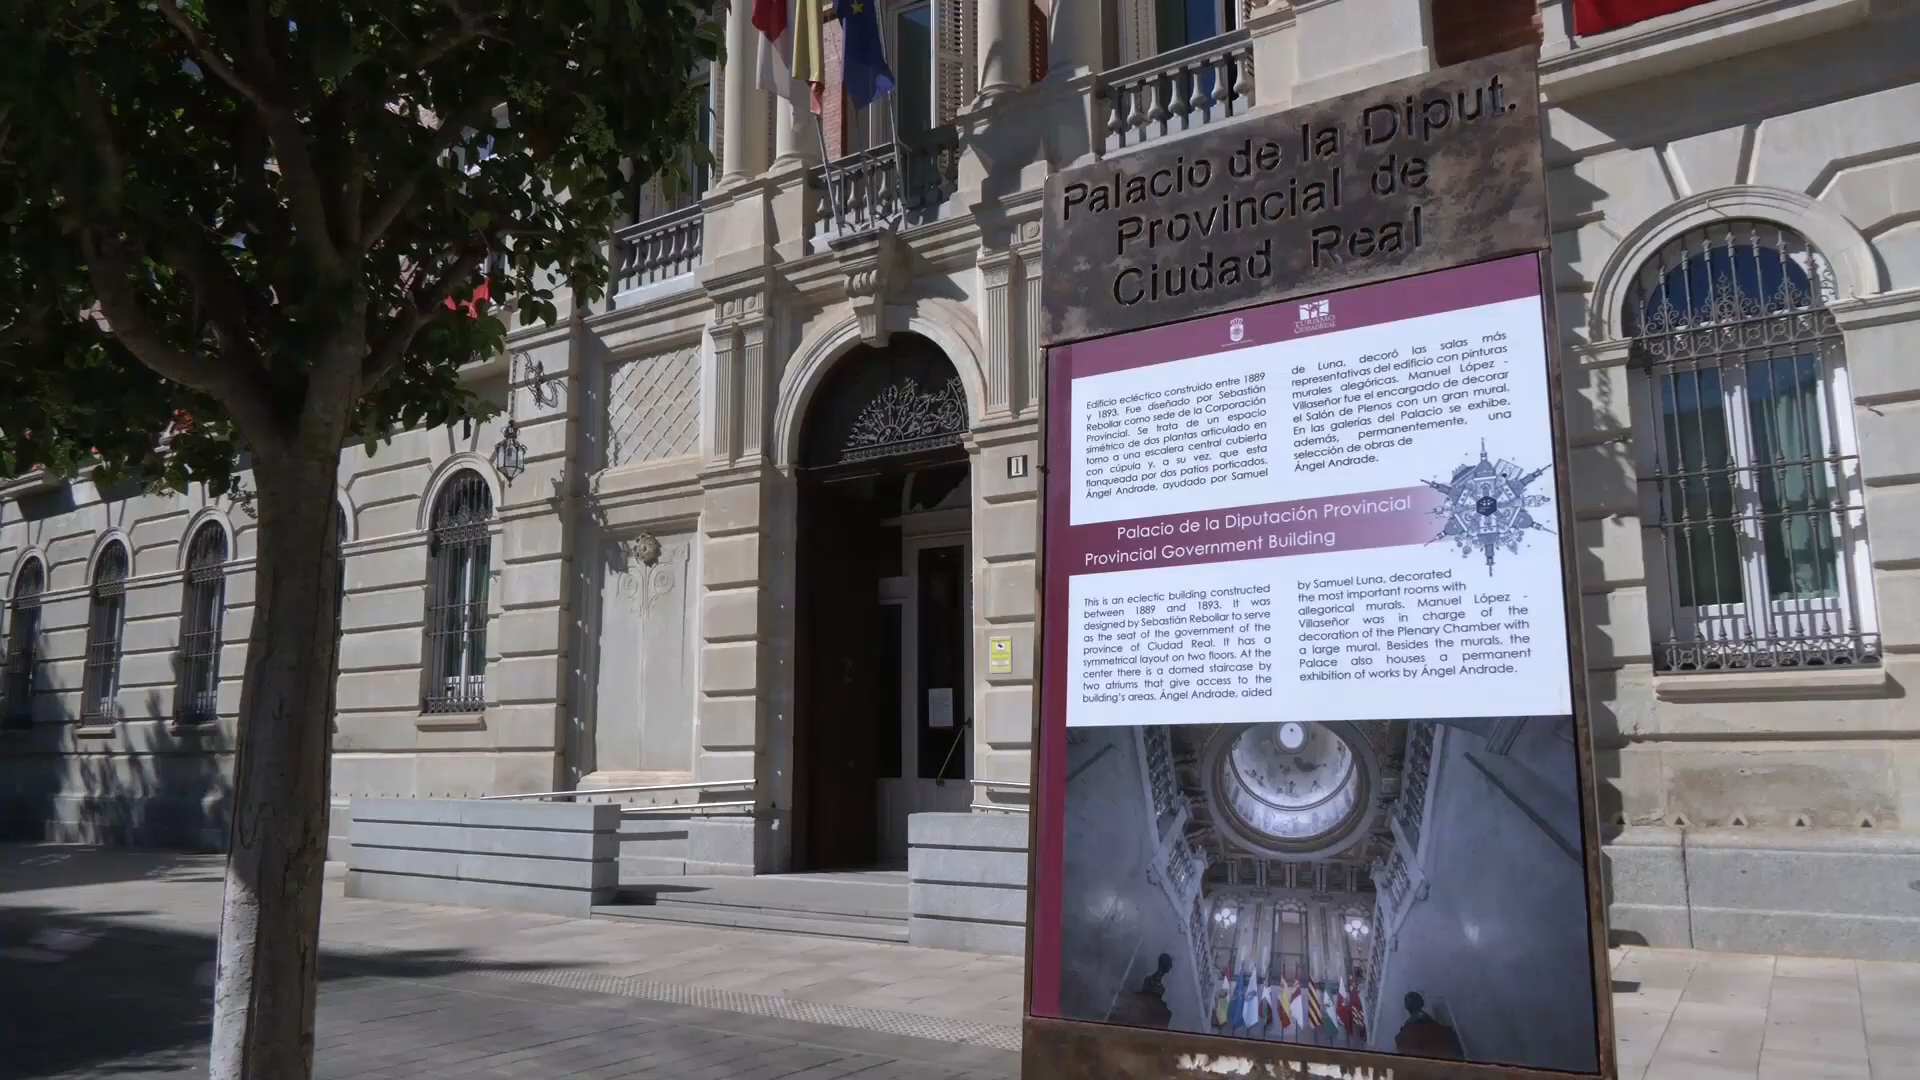 Palacio de la Diput.
Provincial de
Ciudad Real
TURISMO
CIUDAD REAL
Edificio ecléctico construido entre 1889
y 1893. Fue diseñado por Sebastián
Rebollar como sede de la Corporación
Provincial. Se trata de un espacio
simétrico de dos plantas articulado en
torno a una escalera central cubierta
con cúpula y, a su vez, que esta
flanqueada por dos patios porticados.
Ángel Andrade, ayudado por Samuel
de Luna, decoró las salas más
representativas del edificio con pinturas
murales alegóricas. Manuel López -
Villaseñor fue el encargado de decorar
el Salón de Plenos con un gran mural.
En las galerías del Palacio se exhibe,
además, permanentemente, una
selección de obras de
Ángel Andrade.
Palacio de la Diputación Provincial
Provincial Government Building
This is an eclectic building constructed
between 1889 and 1893. It was
designed by Sebastián Rebollar to serve
as the seat of the government of the
province of Ciudad Real. It has a
symmetrical layout on two floors. At the
center there is a domed staircase by
two atriums that give access to the
building's areas. Ángel Andrade, aided
by Samuel Luna, decorated
the most important rooms with
allegorical murals. Manuel López -
Villaseñor was in charge of the
decoration of the Plenary Chamber with
a large mural. Besides the murals, the
Palace also houses a permanent
exhibition of works by Ángel Andrade.
1